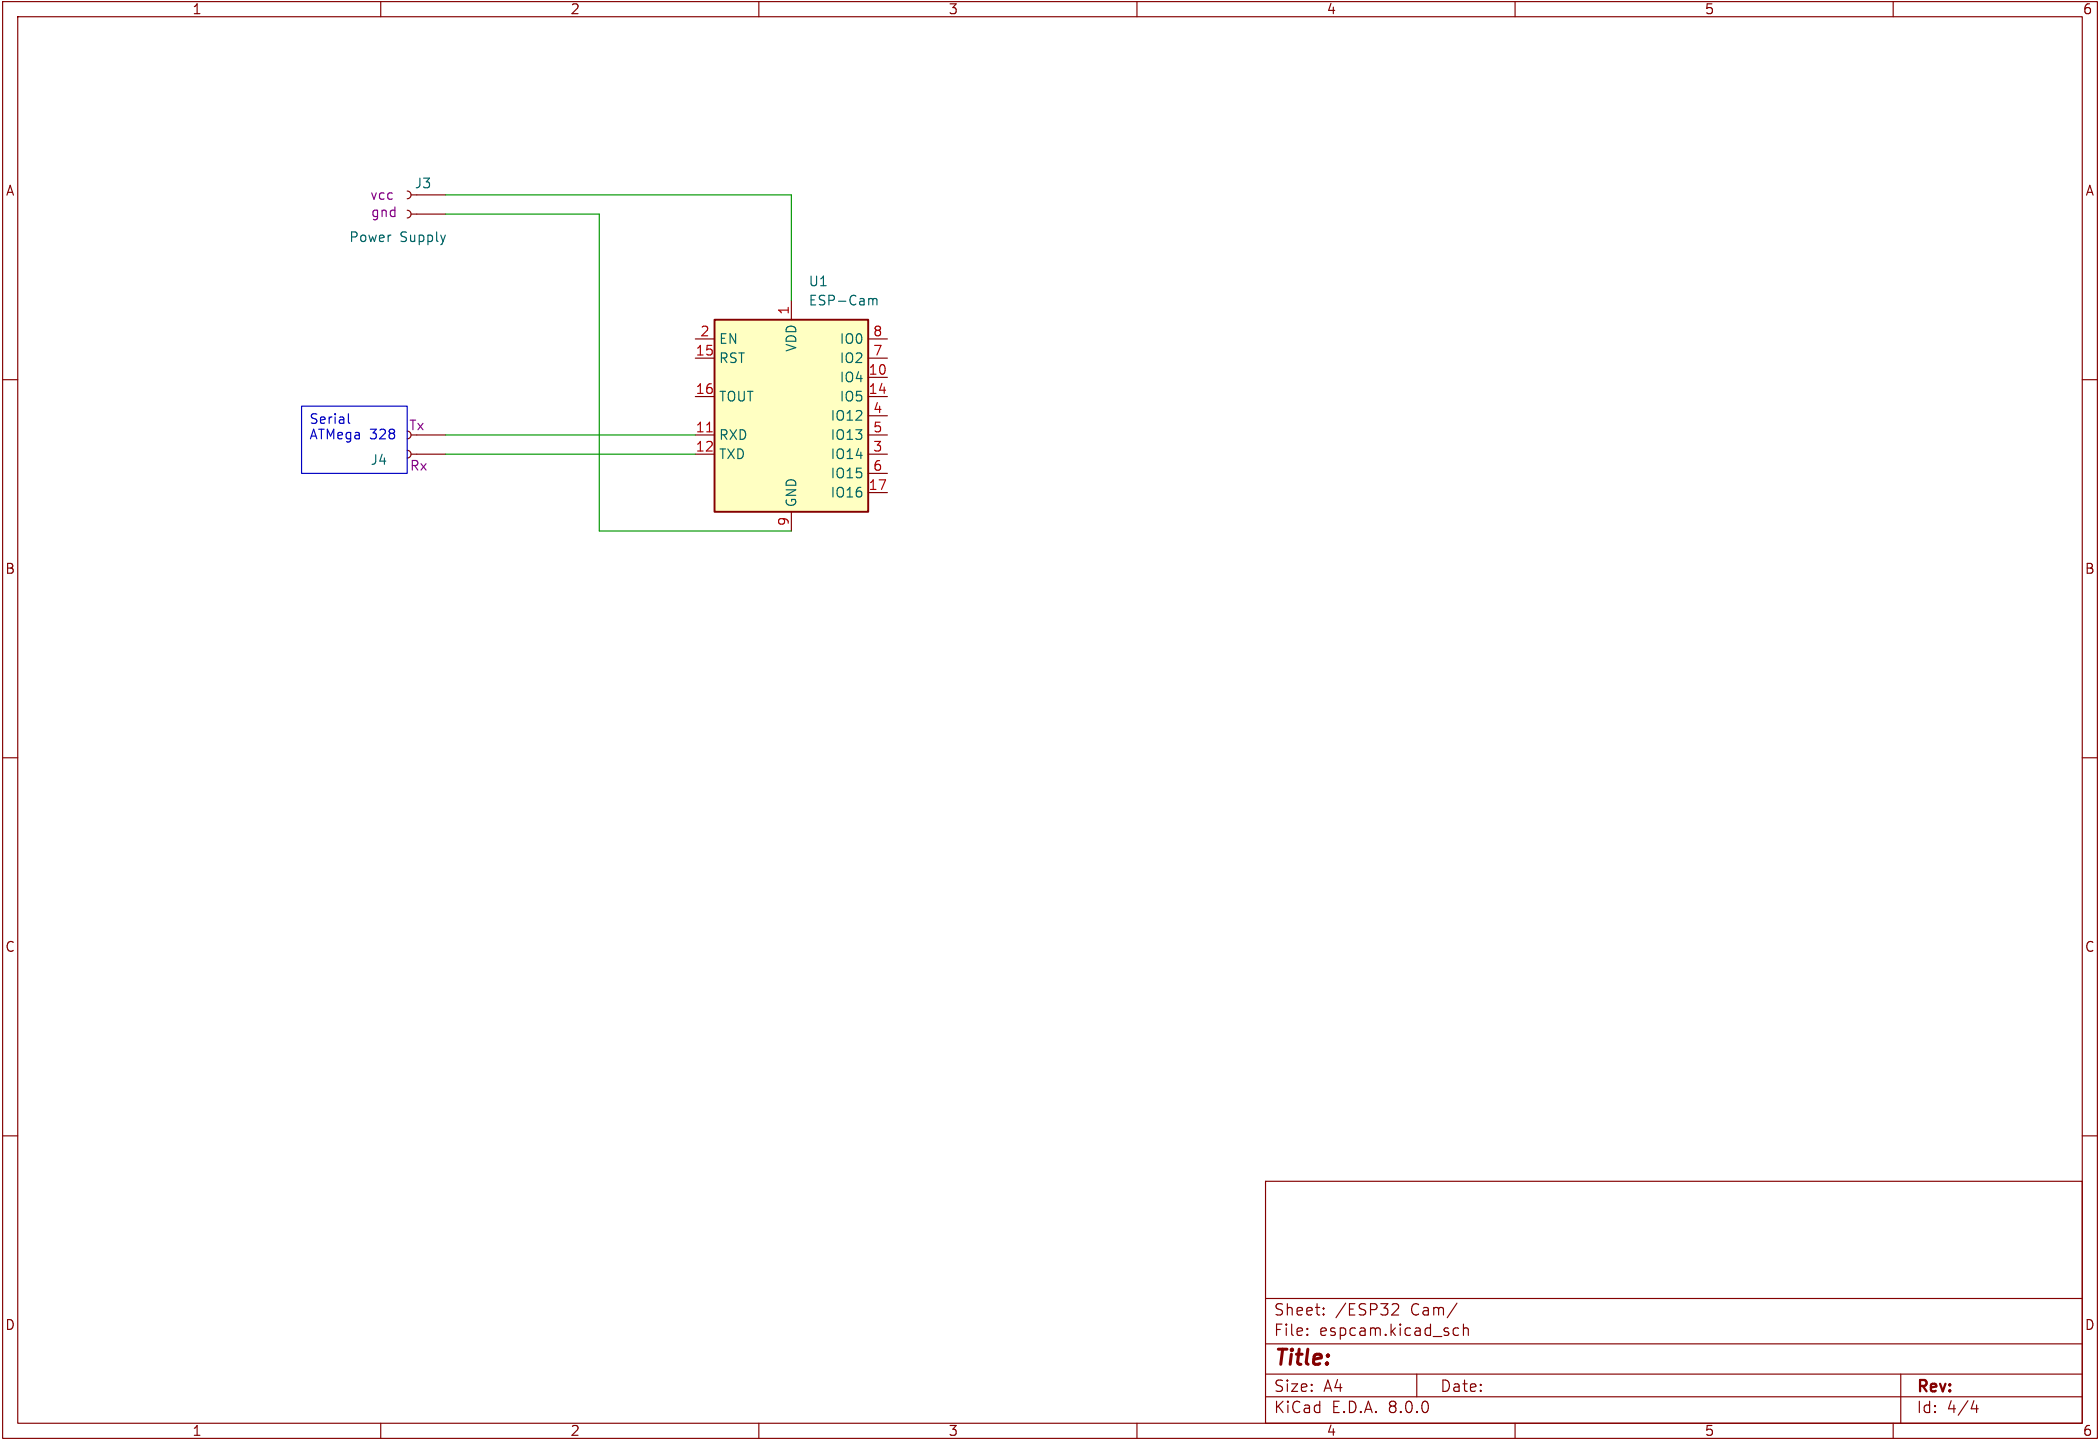 1 2 3 4 5 6
A A
J3
vcc
gnd
Power Supply
U1
ESP-Cam
1
VDD
2 EN IO0 8
15 RST IO2 7
IO4 10
16 TOUT IO5 14
IO12 4
11 RXD IO13 5
12 TXD IO14 3
IO15 6
IO16 17
GND
9
Serial
ATMega 328
J4
Tx
Rx
B B
C C
D D
Sheet: /ESP32 Cam/
File: espcam.kicad_sch
Title:
Size: A4 Date: Rev:
KiCad E.D.A. 8.0.0 Id: 4/4
1 2 3 4 5 6